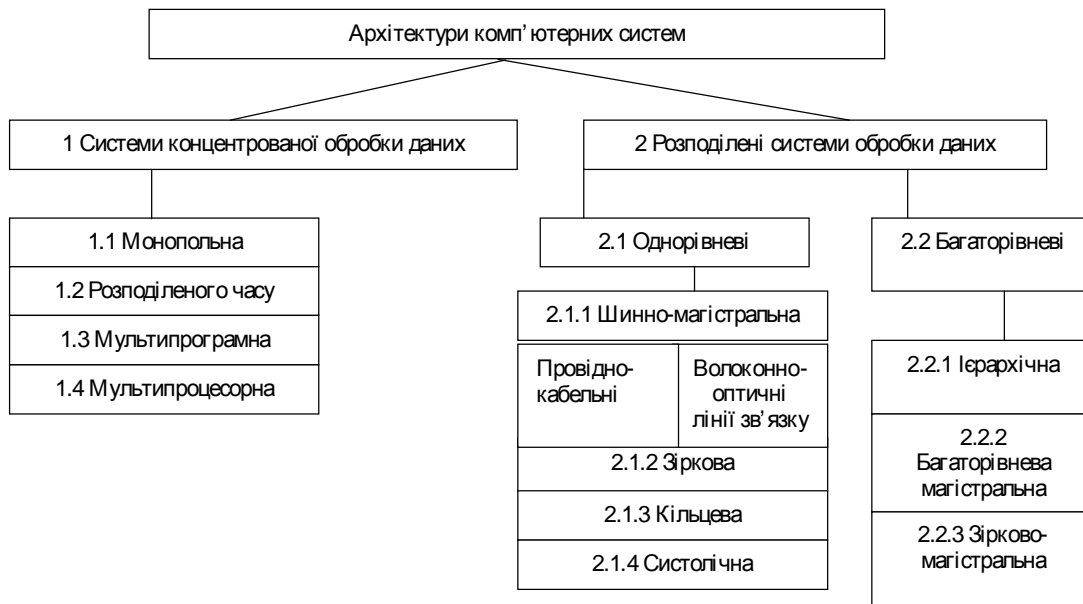 Архітектури комп’ютерних систем
1 Системи концентрованої обробки даних
2 Розподілені системи обробки даних
1.1 Монопольна
1.2 Розподіленого часу
1.3 Мультипрограмна
1.4 Мультипроцесорна
2.1 Однорівневі
2.1.1 Шинно-магістральна
Провідно-
кабельні
Волоконно-
оптичні
лінії зв’язку
2.1.2 Зіркова
2.1.3 Кільцева
2.1.4 Систолічна
2.2 Багаторівневі
2.2.1 Ієрархічна
2.2.2
Багаторівнева
магістральна
2.2.3 Зірково-
магістральна